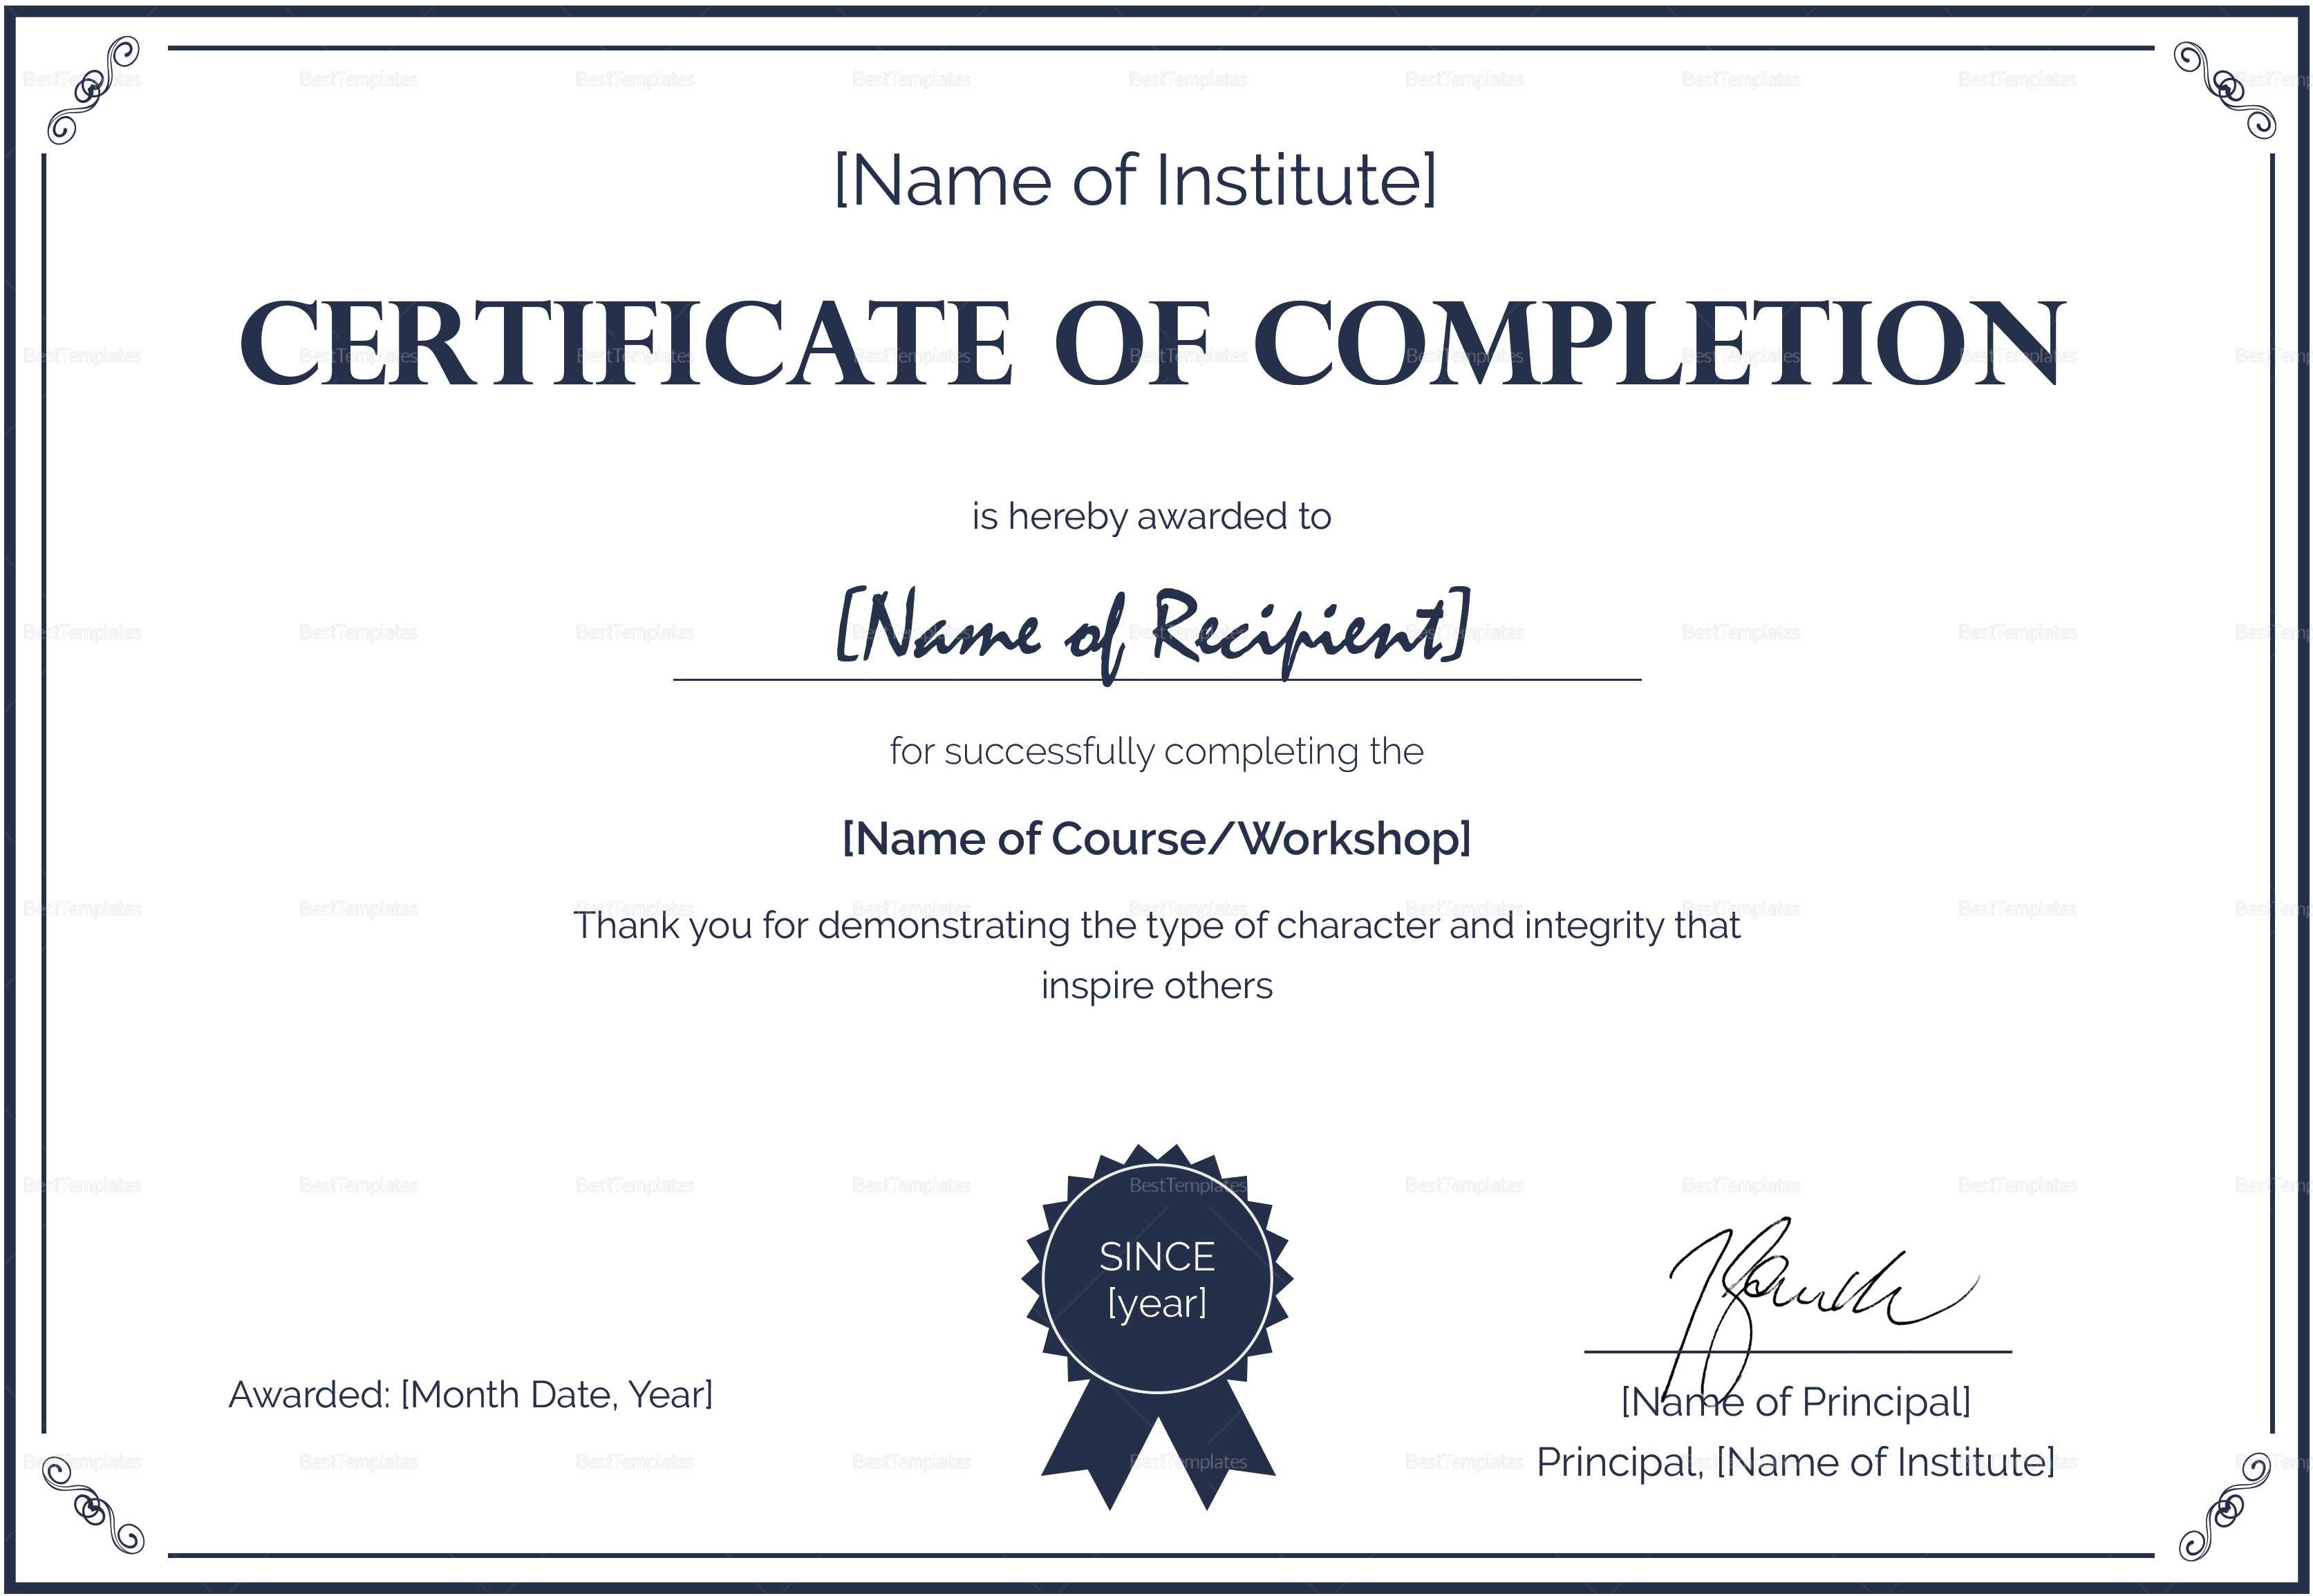 [Name of Institute]
CERTIFICATE OF COMPLETION
is hereby awarded to
[Name of Recipient]
for successfully completing the
[Name of Course/Workshop]
Thank you for demonstrating the type of character and integrity that
inspire others
SINCE
[year]
Awarded: [Month Date, Year]
[Name of Principal]
Principal, [Name of Institute]
BestTemplates